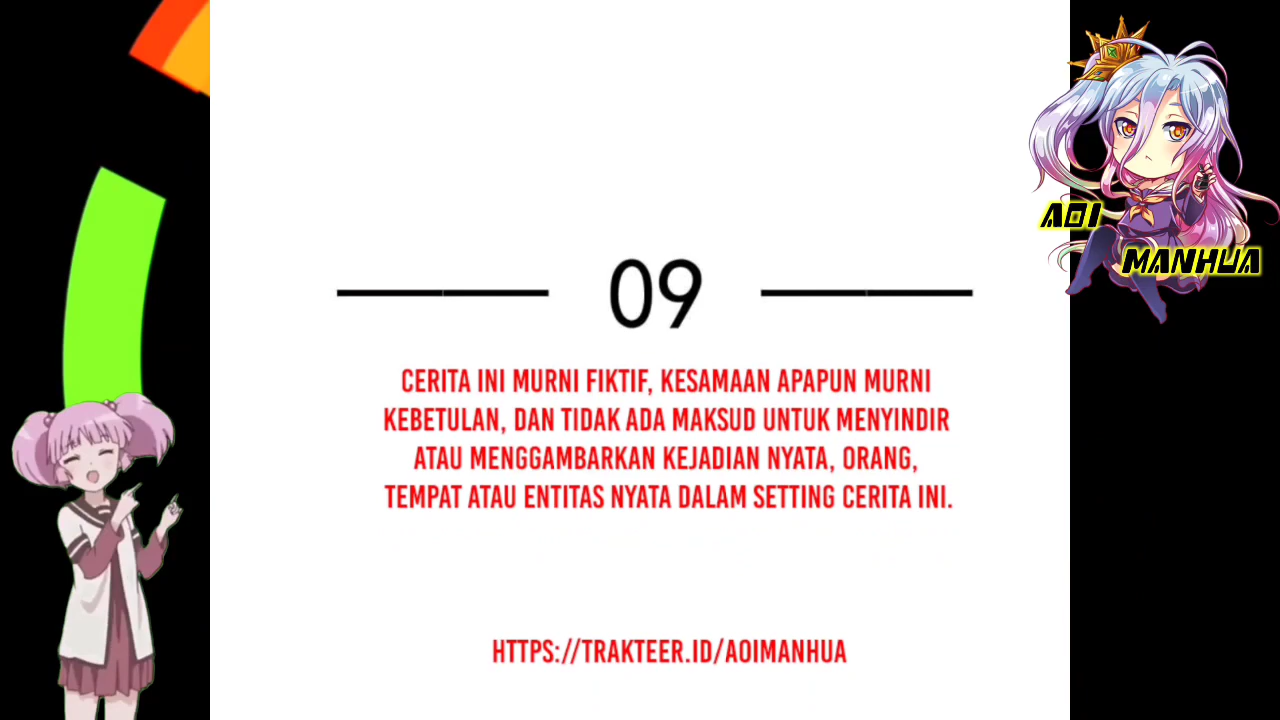 AOI
MANHUA
09
CERITA INI MURNI FIKTIF, KESAMAAN APAPUN MURNI
KEBETULAN, DAN TIDAK ADA MAKSUD UNTUK MENYINDIR
ATAU MENGGAMBARKAN KEJADIAN NYATA, ORANG,
TEMPAT ATAU ENTITAS NYATA DALAM SETTING CERITA INI.
HTTPS://TRAKTEER.ID/AOIMANHUA